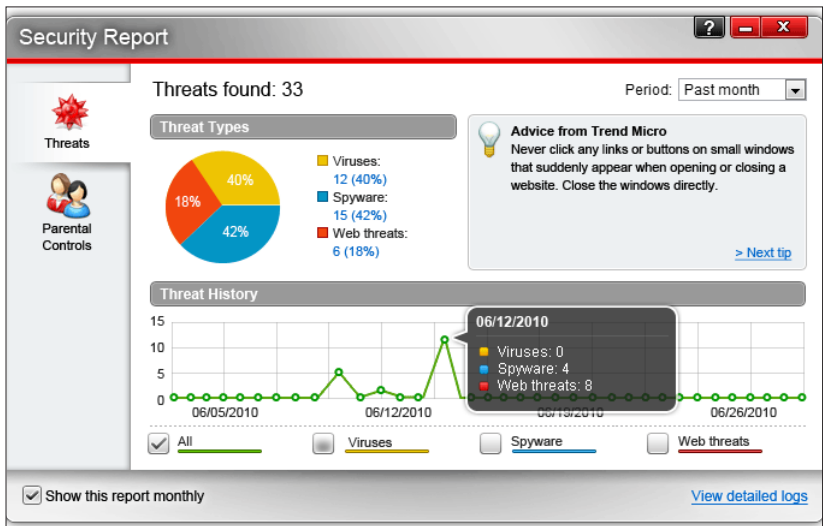 Security Report
?
Threats
Parental
Controls
Threats found: 33
Period: Past month
Threat Types
40%
18%
42%
Viruses:
12 (40%)
Spyware:
15 (42%)
Web threats:
6 (18%)
Advice from Trend Micro
Never click any links or buttons on small windows
that suddenly appear when opening or closing a
website. Close the windows directly.
> Next tip
Threat History
15
10
5
0
06/12/2010
Viruses: 0
Spyware: 4
Web threats: 8
06/05/2010
06/12/2010
06/19/2010
06/26/2010
All
Viruses
Spyware
Web threats
Show this report monthly
View detailed logs